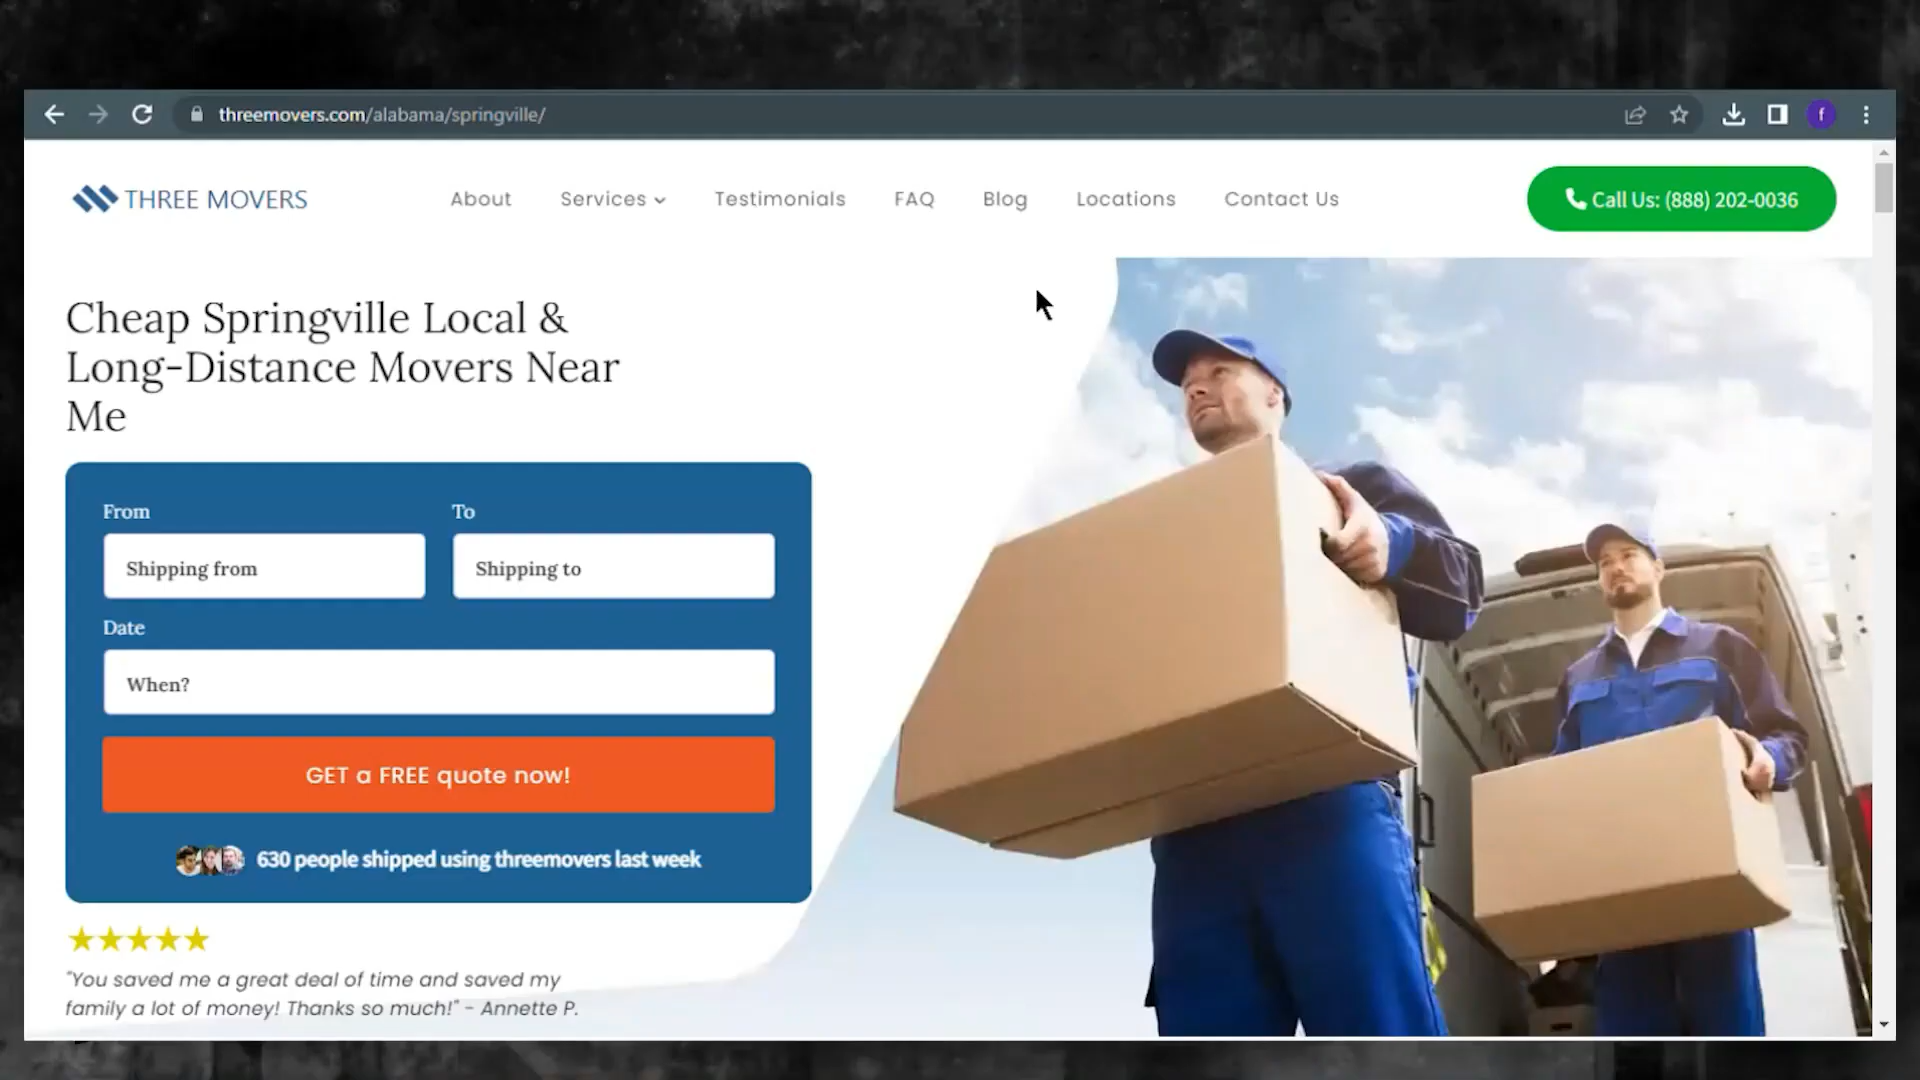 threemovers.com/alabama/springville/
f
THREE MOVERS
About
Services
Testimonials
FAQ
Blog
Locations
Contact Us
Call Us: (888) 202-0036
Cheap Springville Local &
Long-Distance Movers Near
Me
From
To
Shipping from
Shipping to
Date
When?
GET a FREE quote now!
630 people shipped using threemovers last week
"You saved me a great deal of time and saved my
family a lot of money! Thanks so much!" - Annette P.